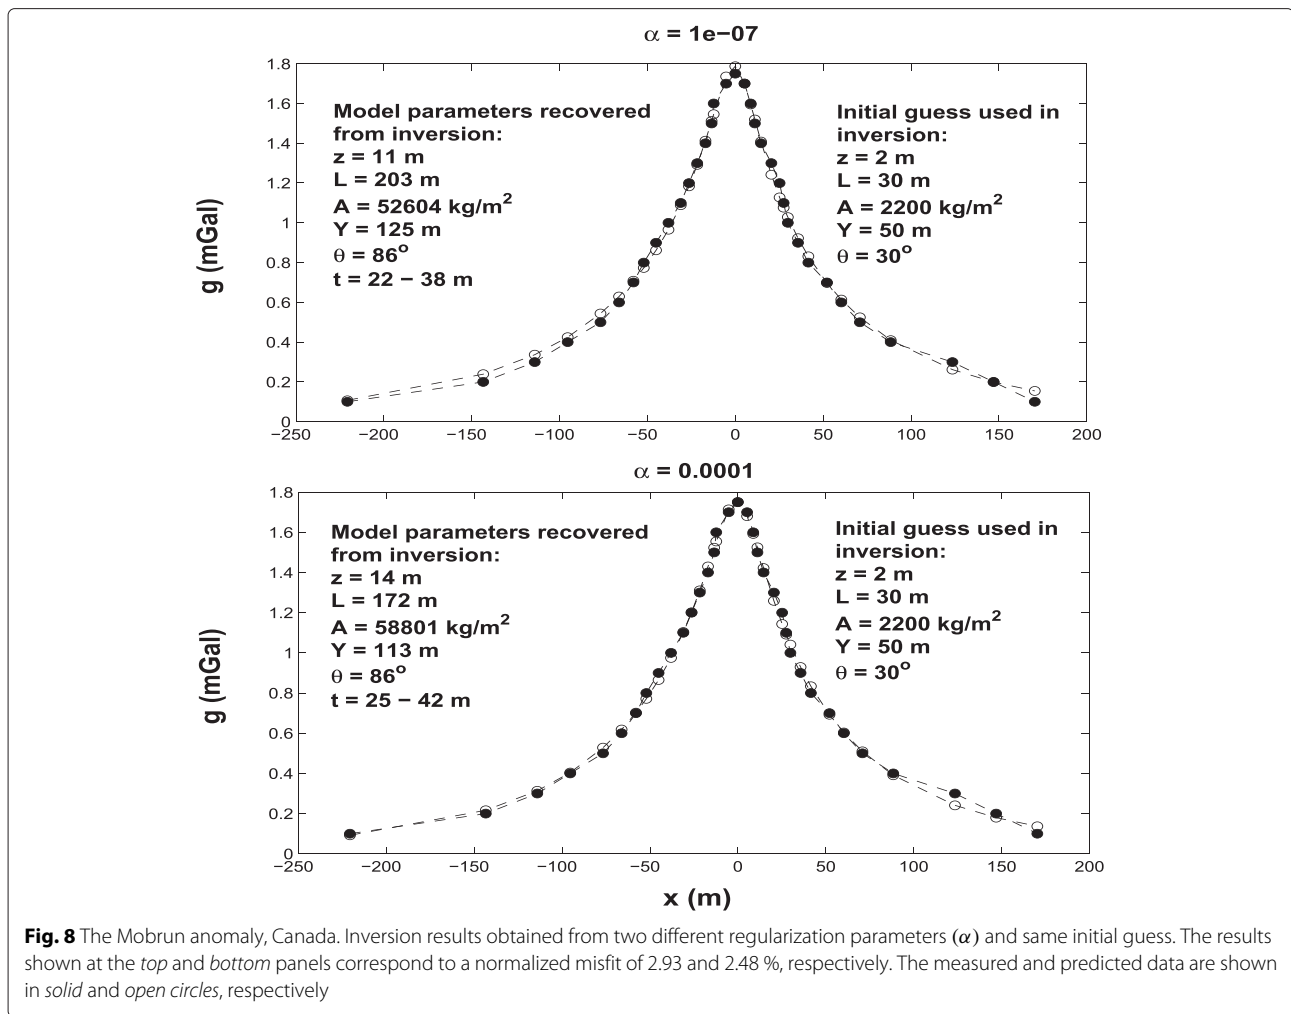 α = 1e−07
1.8
1.6
1.4
1.2
1
0.8
0.6
0.4
0.2
0
g (mGal)
Model parameters recovered
from inversion:
z = 11 m
L = 203 m
A = 52604 kg/m²
Y = 125 m
θ = 86°
t = 22 − 38 m
Initial guess used in
inversion:
z = 2 m
L = 30 m
A = 2200 kg/m²
Y = 50 m
θ = 30°
−250 −200 −150 −100 −50 0 50 100 150 200
α = 0.0001
1.8
1.6
1.4
1.2
1
0.8
0.6
0.4
0.2
0
g (mGal)
Model parameters recovered
from inversion:
z = 14 m
L = 172 m
A = 58801 kg/m²
Y = 113 m
θ = 86°
t = 25 − 42 m
Initial guess used in
inversion:
z = 2 m
L = 30 m
A = 2200 kg/m²
Y = 50 m
θ = 30°
−250 −200 −150 −100 −50 0 50 100 150 200
x (m)
Fig. 8 The Mobrun anomaly, Canada. Inversion results obtained from two different regularization parameters (α) and same initial guess. The results
shown at the top and bottom panels correspond to a normalized misfit of 2.93 and 2.48 %, respectively. The measured and predicted data are shown
in solid and open circles, respectively